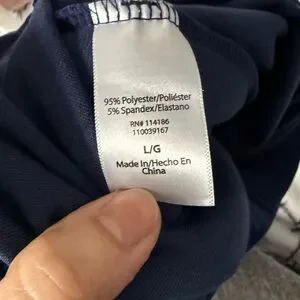 95% Polyester/Poliéster
5% Spandex/Elastano
RN# 114186
110039167
L/G
Made In/Hecho En
China